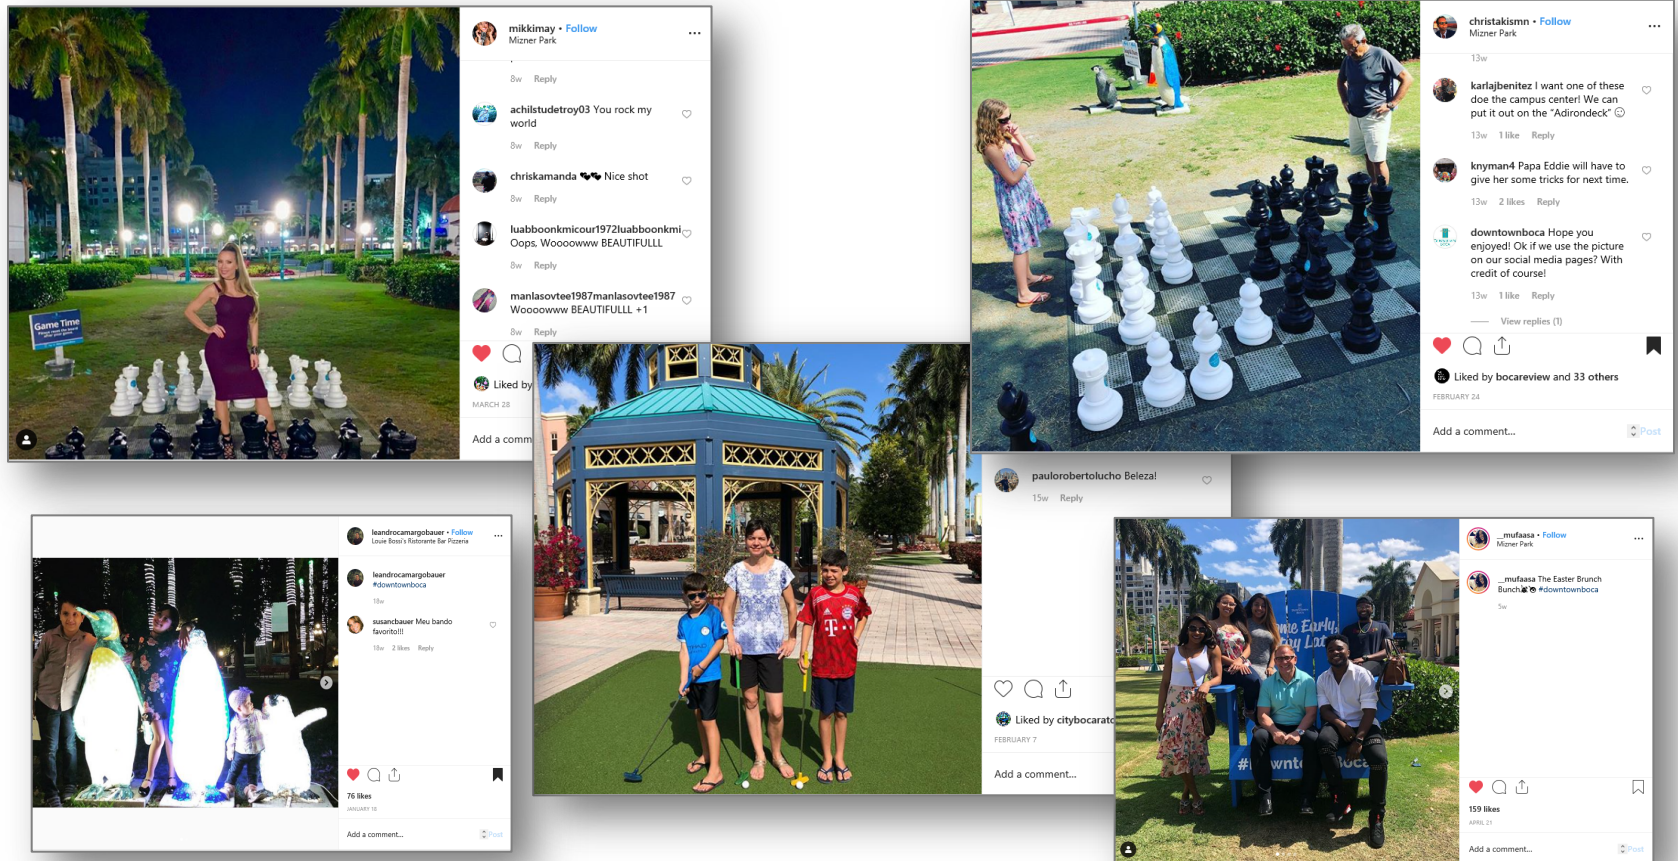 mikkimay • Follow
Mizner Park
8w Reply
achilstudetroy03 You rock my
world
8w Reply
chriskamanda Nice shot
8w Reply
luabboonkmicour1972luabboonkmi
Oops, Woooowww BEAUTIFULLL
8w Reply
manlasovtee1987manlasovtee1987
Woooowww BEAUTIFULLL +1
8w Reply
Liked by
MARCH 28
Add a comm
Game Time
christakismn • Follow
Mizner Park
13w
karlajbenitez I want one of these
doe the campus center! We can
put it out on the “Adirondeck” ☺
13w 1 like Reply
knyman4 Papa Eddie will have to
give her some tricks for next time.
13w 2 likes Reply
downtownboca Hope you
enjoyed! Ok if we use the picture
on our social media pages? With
credit of course!
13w 1 like Reply
View replies (1)
Liked by bocareview and 33 others
FEBRUARY 24
Add a comment... Post
paulorobertolucho Beleza!
15w Reply
Liked by citybocarato
FEBRUARY 7
Add a comment...
T
leandrocamargobauer • Follow
Louie Bossi's Ristorante Bar Pizzeria
leandrocamargobauer
#downtownboca
18w
susancbauer Meu bando
favorito!!!
18w 2 likes Reply
76 likes
JANUARY 18
Add a comment... Post
__mufaasa • Follow
Mizner Park
__mufaasa The Easter Brunch
Bunch #downtownboca
5w
159 likes
APRIL 21
Add a comment... Post
me Early,
ay Late
#D wnto Boca